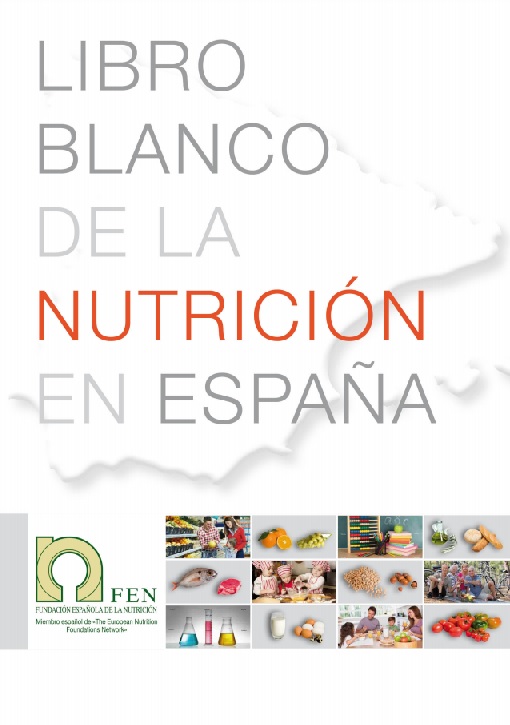 LIBRO
BLANCO
DE LA
NUTRICIÓN
EN ESPAÑA
FEN
FUNDACIÓN ESPAÑOLA DE LA NUTRICIÓN
Miembro español de «The European Nutrition
Foundations Network»